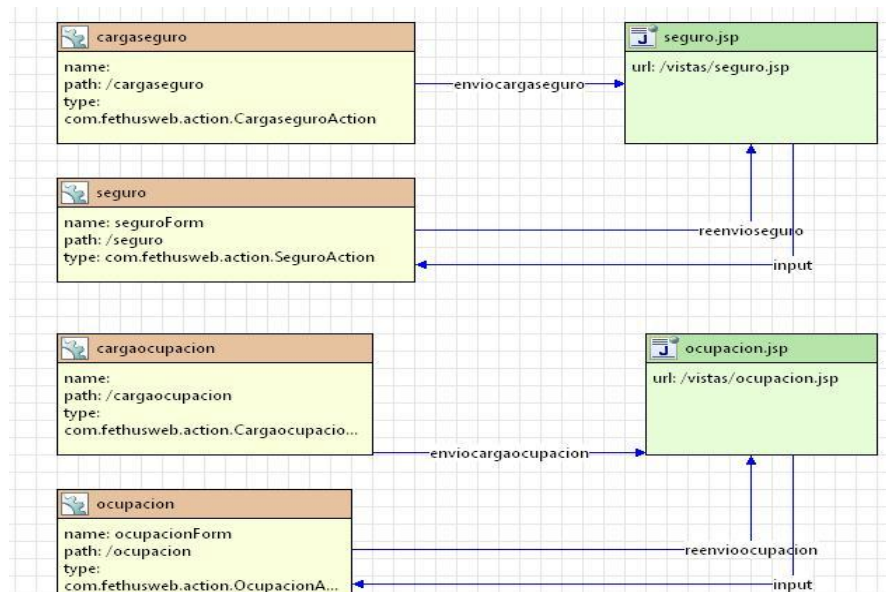 cargaseguro
name:
path: /cargaseguro
type:
com.fethusweb.action.CargaseguroAction
enviocargaseguro
seguro.jsp
url: /vistas/seguro.jsp
seguro
name: seguroForm
path: /seguro
type: com.fethusweb.action.SeguroAction
reenvioseguro
input
cargaocupacion
name:
path: /cargaocupacion
type:
com.fethusweb.action.Cargaocupacio...
enviocargaocupacion
ocupacion.jsp
url: /vistas/ocupacion.jsp
ocupacion
name: ocupacionForm
path: /ocupacion
type:
com.fethusweb.action.OcupacionA...
reenvioocupacion
input